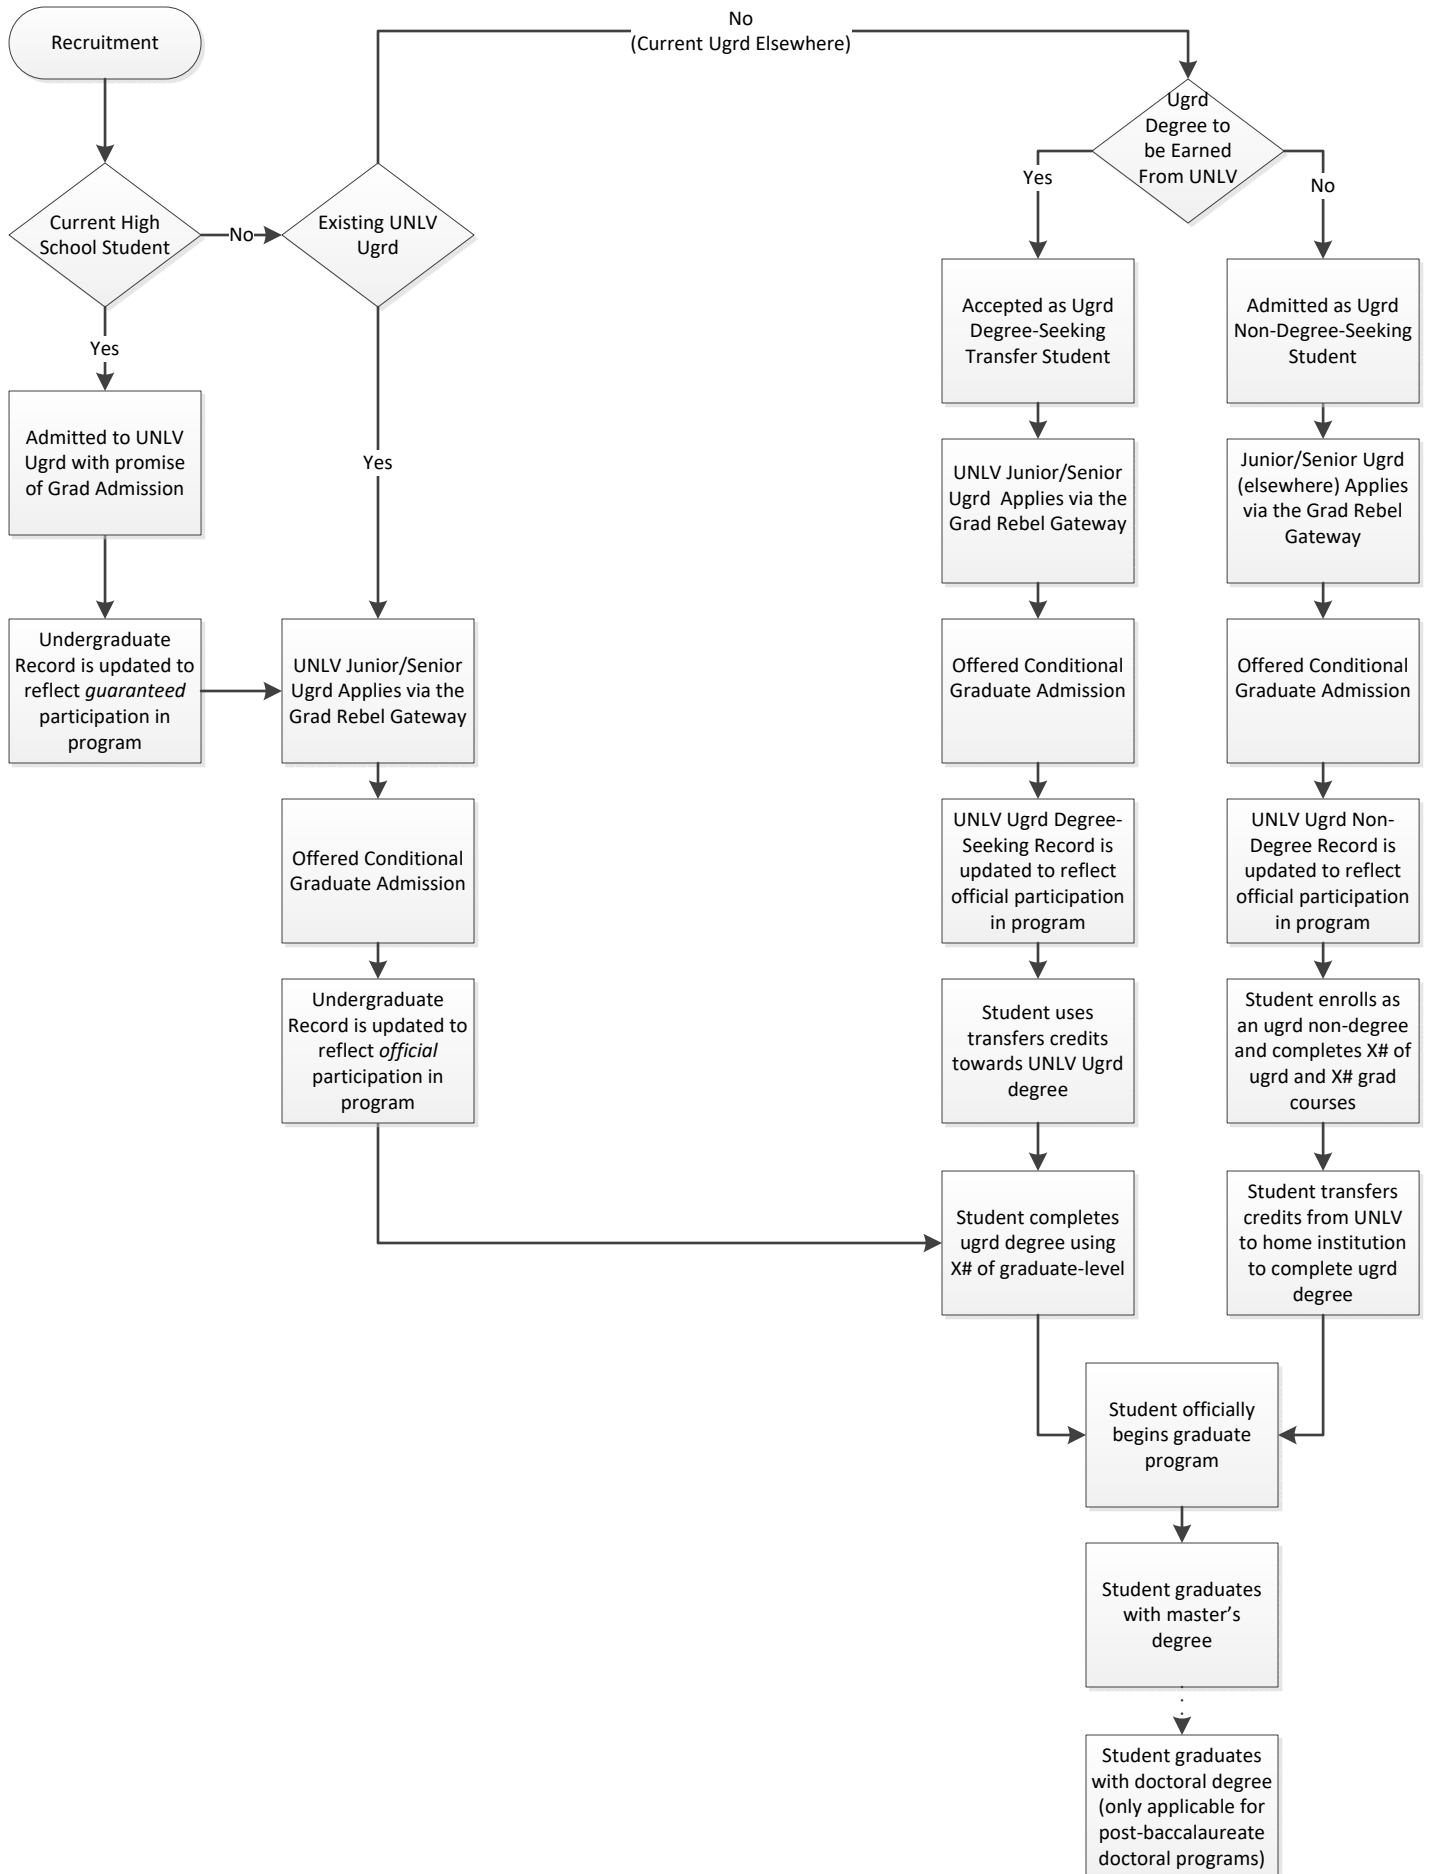 Recruitment
No
(Current Ugrd Elsewhere)
Ugrd
Degree to
be Earned
From UNLV
Yes
No
Current High
School Student
No
Existing UNLV
Ugrd
Yes
Yes
Admitted to UNLV
Ugrd with promise
of Grad Admission
Undergraduate
Record is updated to
reflect guaranteed
participation in
program
UNLV Junior/Senior
Ugrd Applies via the
Grad Rebel Gateway
Offered Conditional
Graduate Admission
Undergraduate
Record is updated to
reflect official
participation in
program
Accepted as Ugrd
Degree-Seeking
Transfer Student
UNLV Junior/Senior
Ugrd Applies via the
Grad Rebel Gateway
Offered Conditional
Graduate Admission
UNLV Ugrd Degree-
Seeking Record is
updated to reflect
official participation
in program
Student uses
transfers credits
towards UNLV Ugrd
degree
Student completes
ugrd degree using
X# of graduate-level
Admitted as Ugrd
Non-Degree-Seeking
Student
Junior/Senior Ugrd
(elsewhere) Applies
via the Grad Rebel
Gateway
Offered Conditional
Graduate Admission
UNLV Ugrd Non-
Degree Record is
updated to reflect
official participation
in program
Student enrolls as
an ugrd non-degree
and completes X# of
ugrd and X# grad
courses
Student transfers
credits from UNLV
to home institution
to complete ugrd
degree
Student officially
begins graduate
program
Student graduates
with master’s
degree
Student graduates
with doctoral degree
(only applicable for
post-baccalaureate
doctoral programs)